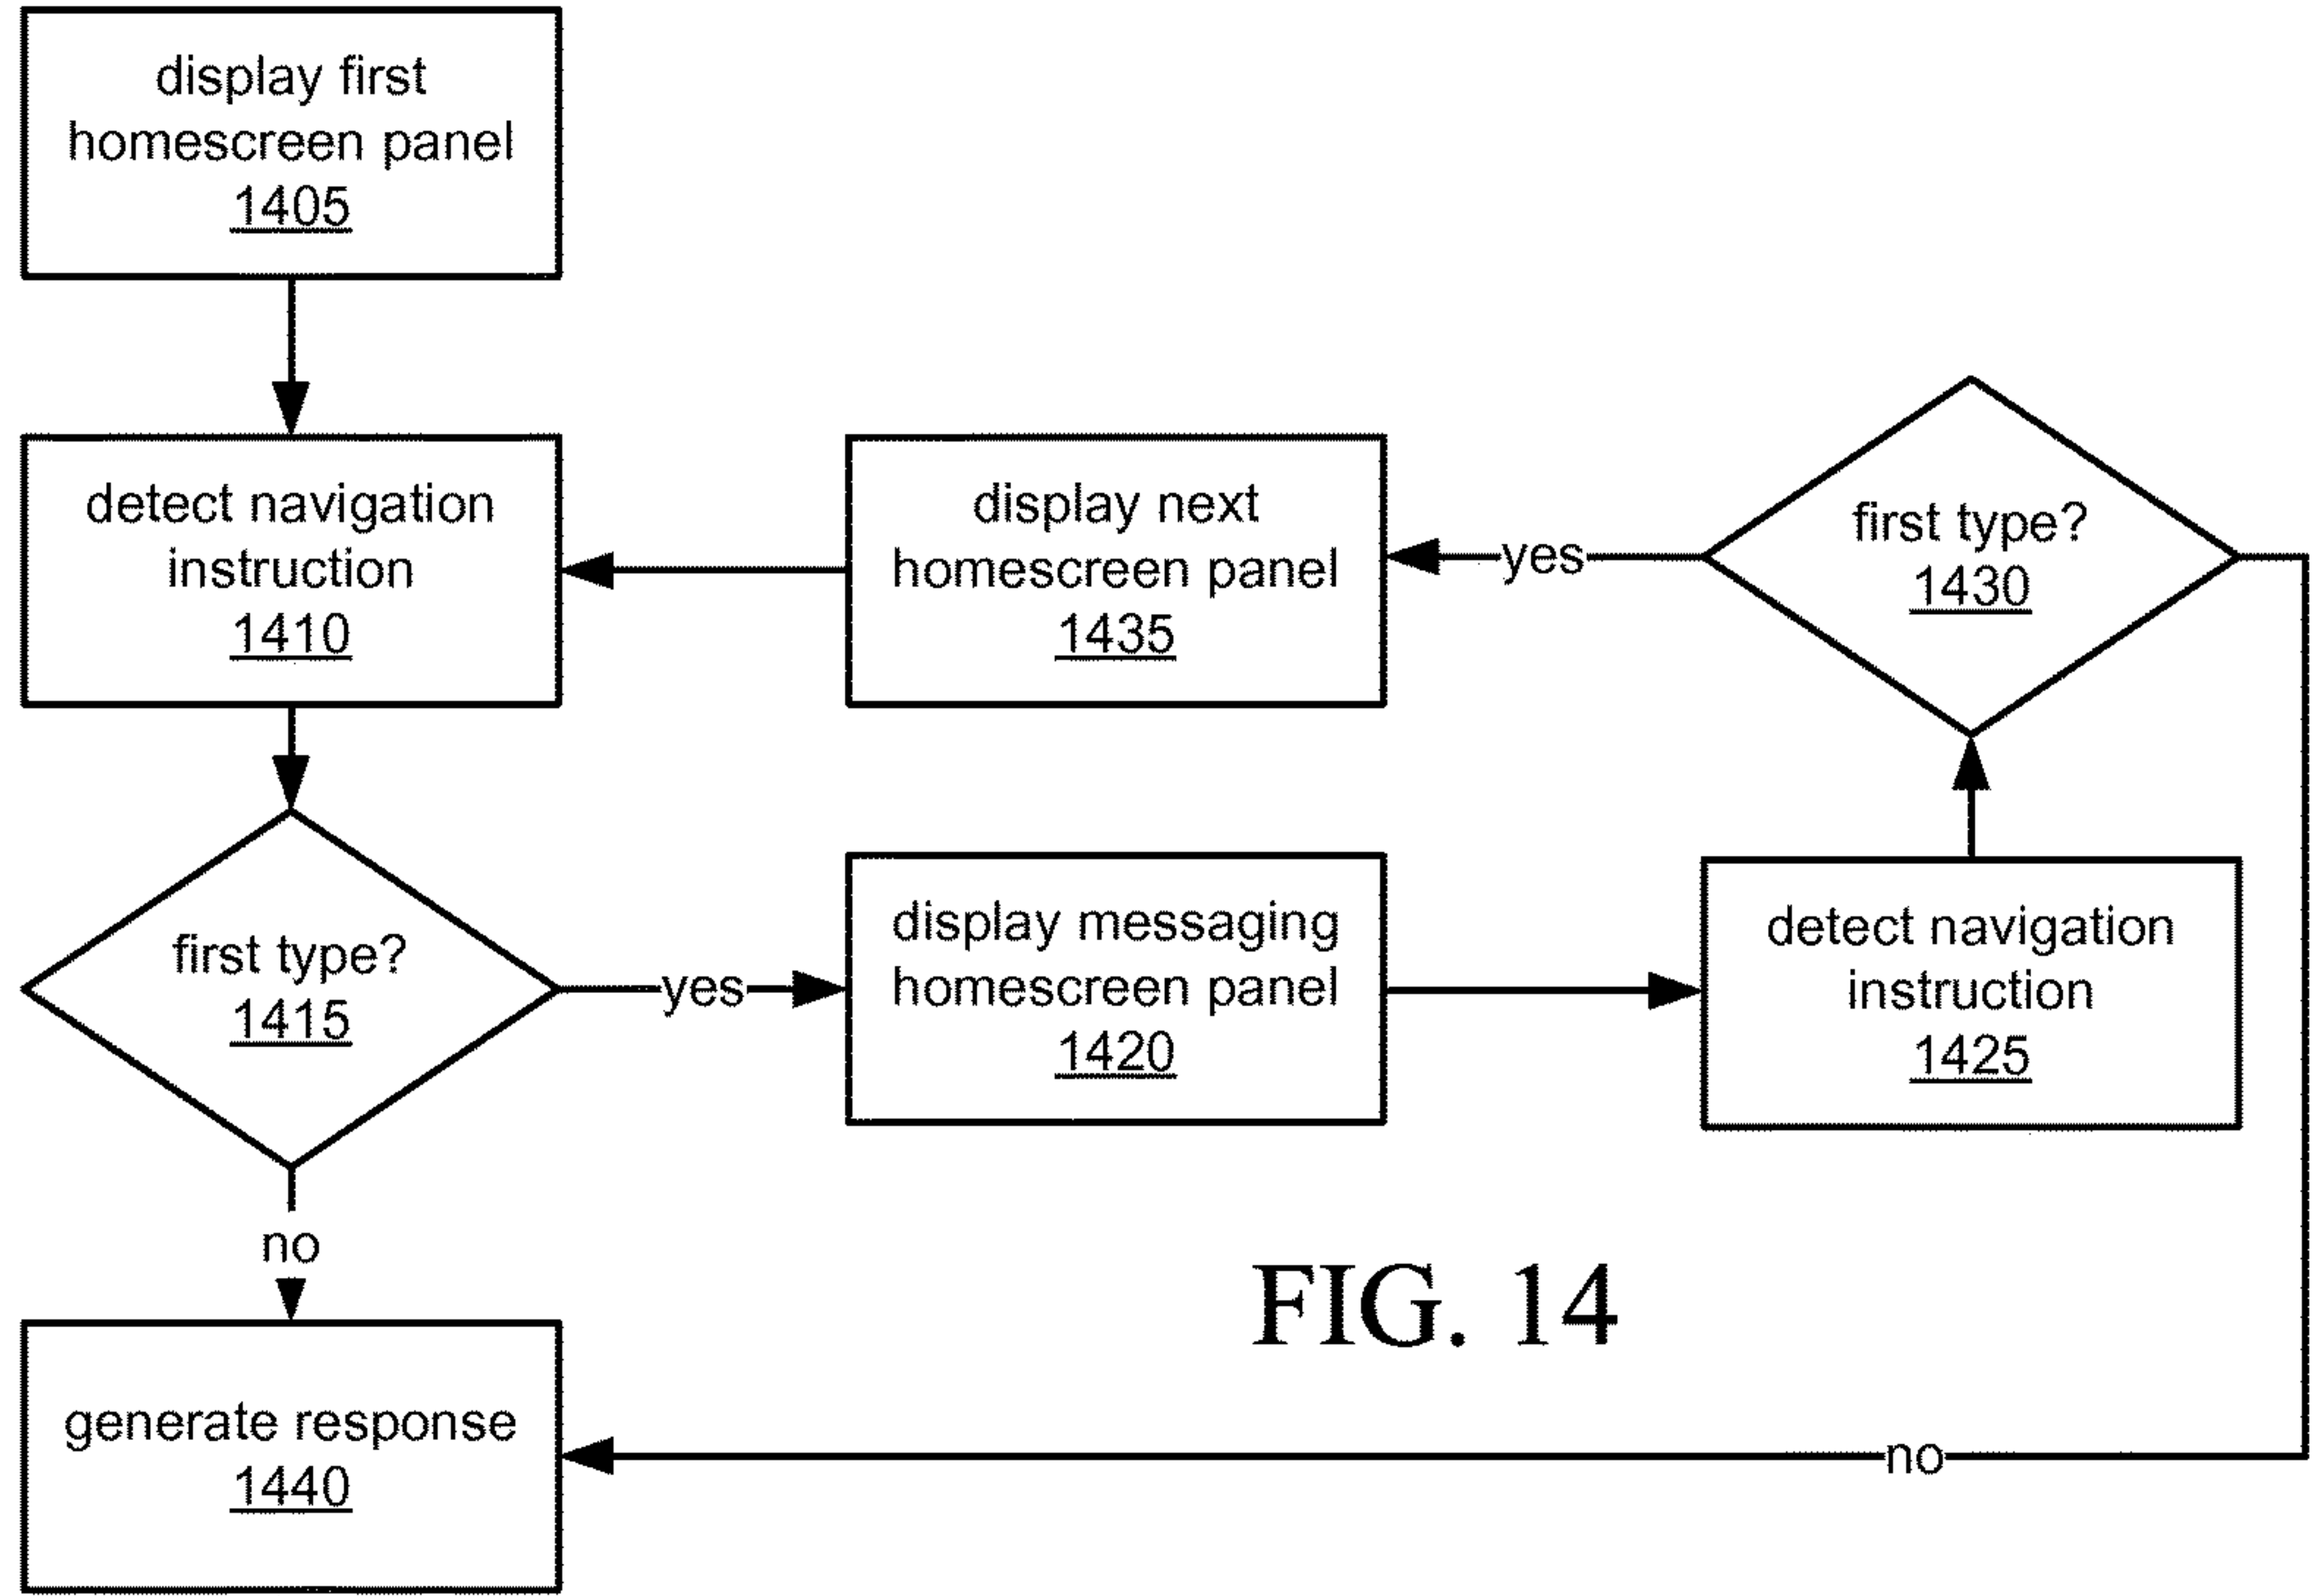 display first
homescreen panel
1405
detect navigation
instruction
1410
display next
homescreen panel
1435
yes
first type?
1430
first type?
1415
yes
display messaging
homescreen panel
1420
detect navigation
instruction
1425
no
FIG. 14
generate response
1440
no